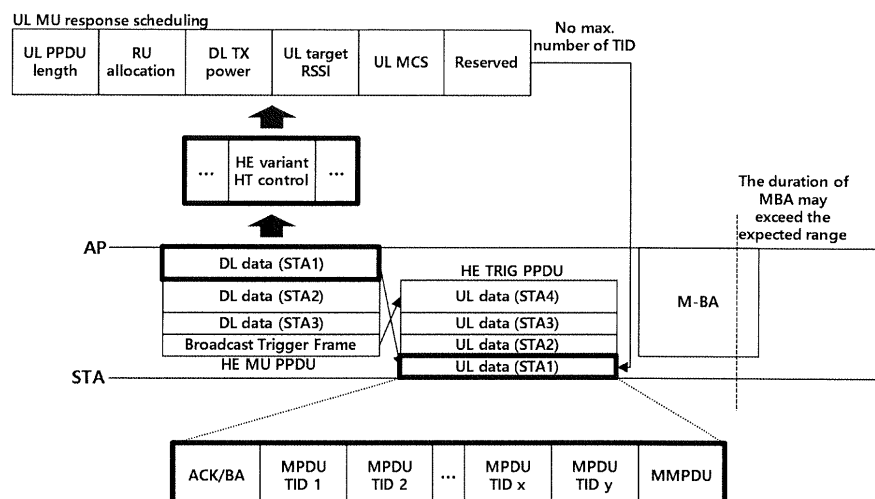 UL MU response scheduling
No max.
number of TID
UL PPDU
length
RU
allocation
DL TX
power
UL target
RSSI
UL MCS
Reserved
...
HE variant
HT control
...
The duration of
MBA may
exceed the
expected range
AP
DL data (STA1)
HE TRIG PPDU
DL data (STA2)
UL data (STA4)
M-BA
DL data (STA3)
UL data (STA3)
Broadcast Trigger Frame
UL data (STA2)
HE MU PPDU
UL data (STA1)
STA
ACK/BA
MPDU
TID 1
MPDU
TID 2
...
MPDU
TID x
MPDU
TID y
MMPDU